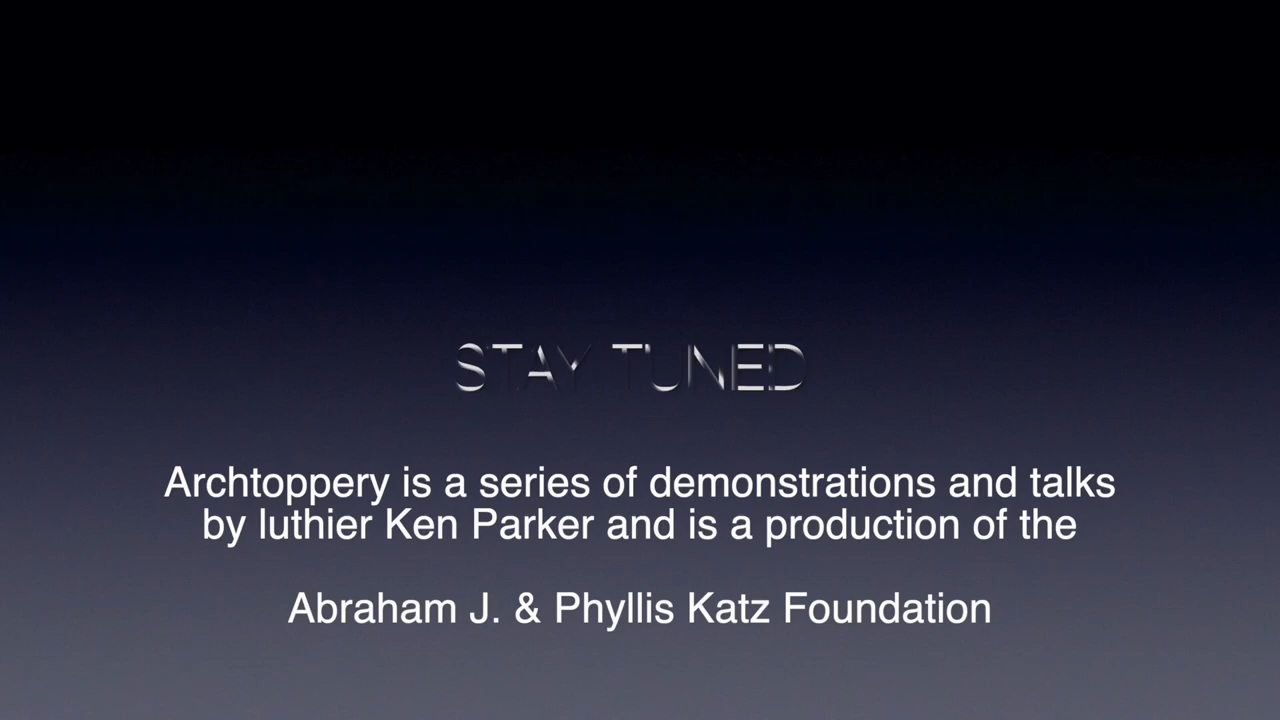 STAY TUNED
Archtoppery is a series of demonstrations and talks
by luthier Ken Parker and is a production of the
Abraham J. & Phyllis Katz Foundation